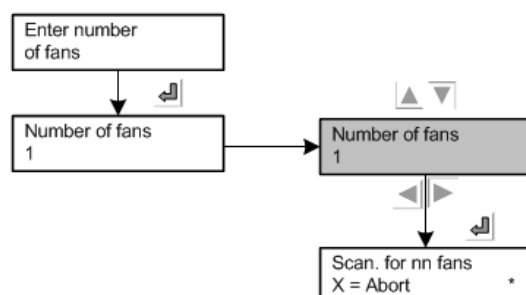 Enter number
of fans
Number of fans
1
Number of fans
1
Scan. for nn fans
X = Abort *